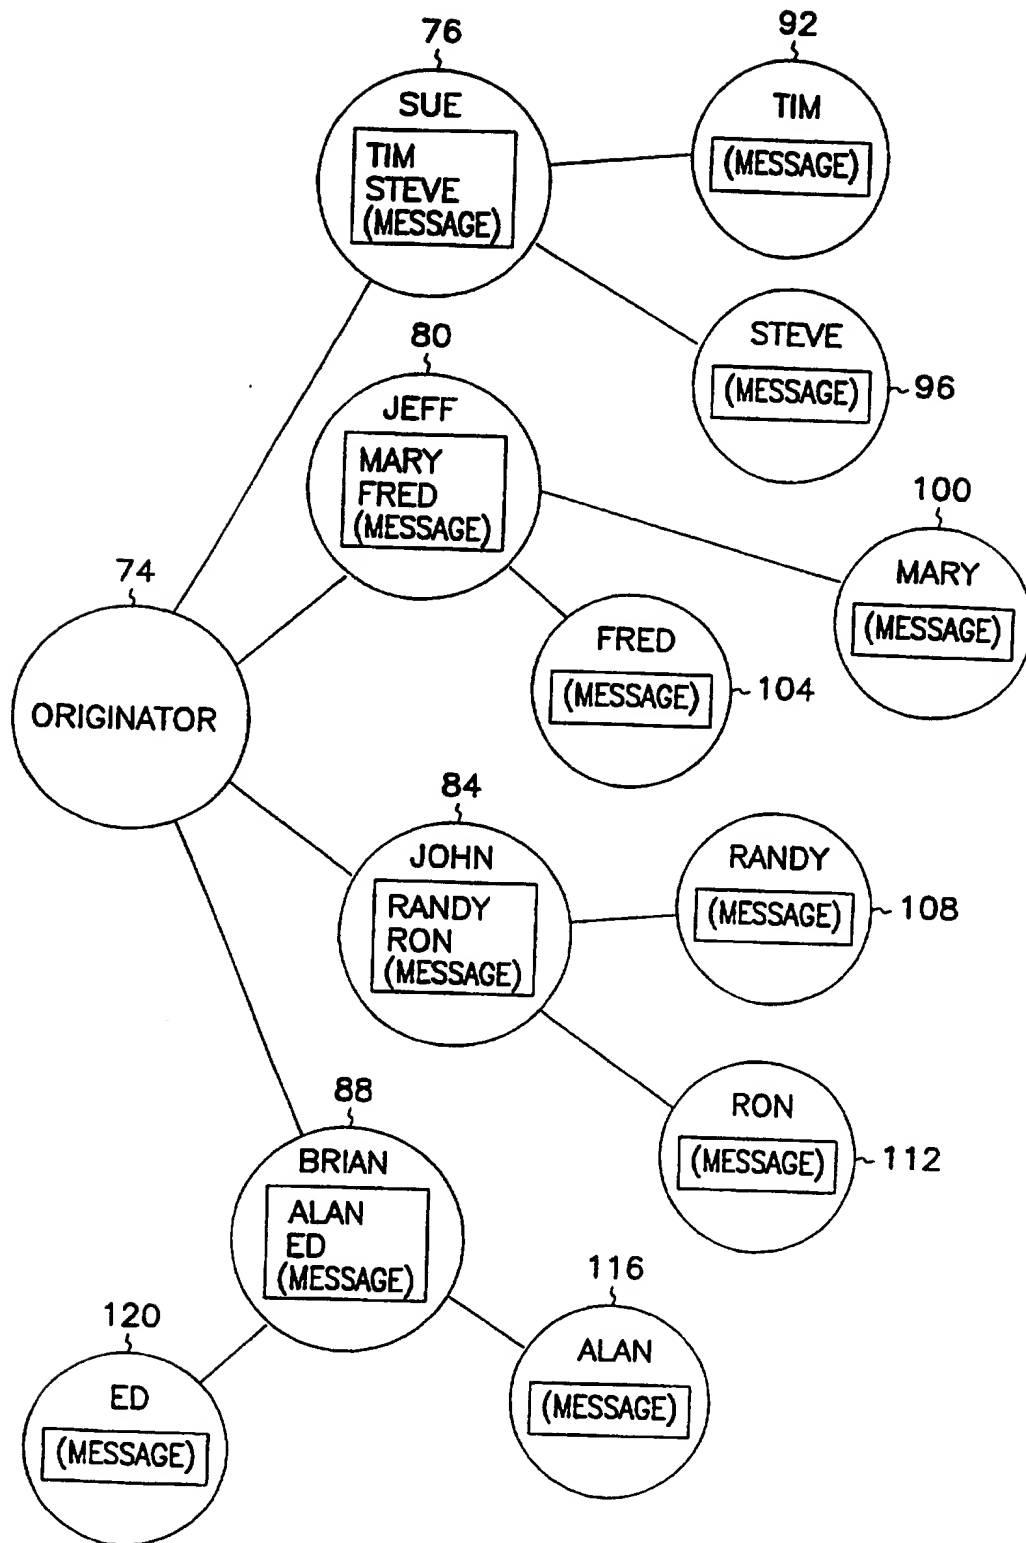 76
SUE
TIM
STEVE
(MESSAGE)
92
TIM
(MESSAGE)
STEVE
(MESSAGE)
96
80
JEFF
MARY
FRED
(MESSAGE)
100
MARY
(MESSAGE)
FRED
(MESSAGE)
104
74
ORIGINATOR
84
JOHN
RANDY
RON
(MESSAGE)
RANDY
(MESSAGE)
108
RON
(MESSAGE)
112
88
BRIAN
ALAN
ED
(MESSAGE)
116
ALAN
(MESSAGE)
120
ED
(MESSAGE)